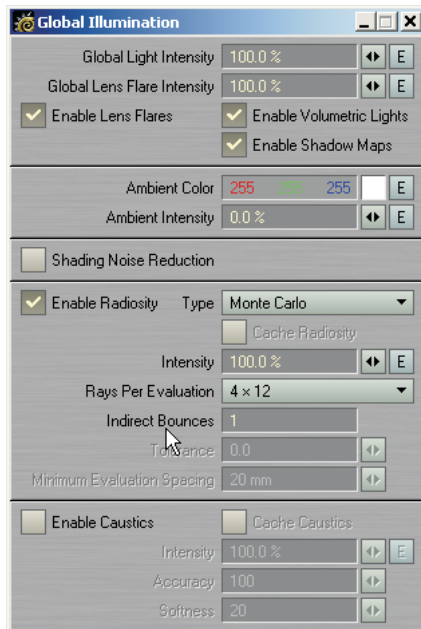 Global Illumination
Global Light Intensity 100.0 % E
Global Lens Flare Intensity 100.0 % E
Enable Lens Flares Enable Volumetric Lights
Enable Shadow Maps
Ambient Color 255 255 255 E
Ambient Intensity 0.0 % E
Shading Noise Reduction
Enable Radiosity Type Monte Carlo
Cache Radiosity
Intensity 100.0 % E
Rays Per Evaluation 4 × 12
Indirect Bounces 1
Tolerance 0.0
Minimum Evaluation Spacing 20 mm
Enable Caustics Cache Caustics
Intensity 100.0 % E
Accuracy 100
Softness 20